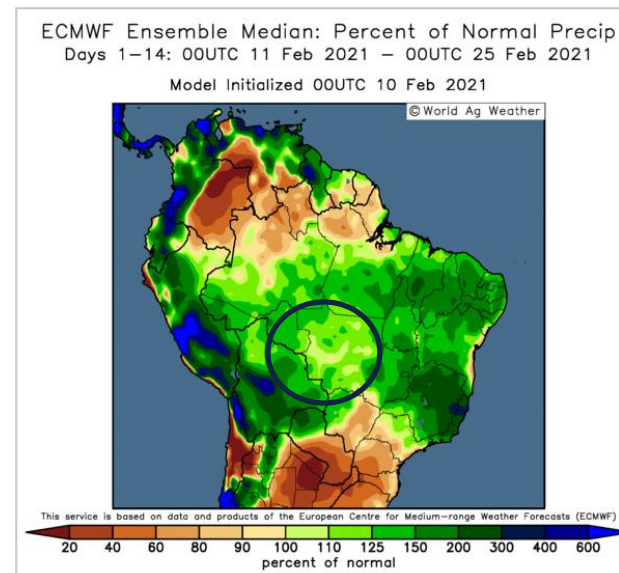 ECMWF Ensemble Median: Percent of Normal Precip
Days 1–14: 00UTC 11 Feb 2021 – 00UTC 25 Feb 2021
Model Initialized 00UTC 10 Feb 2021
© World Ag Weather
This service is based on data and products of the European Centre for Medium-range Weather Forecasts (ECMWF)
20 40 60 80 90 100 110 125 150 200 300 400 600
percent of normal